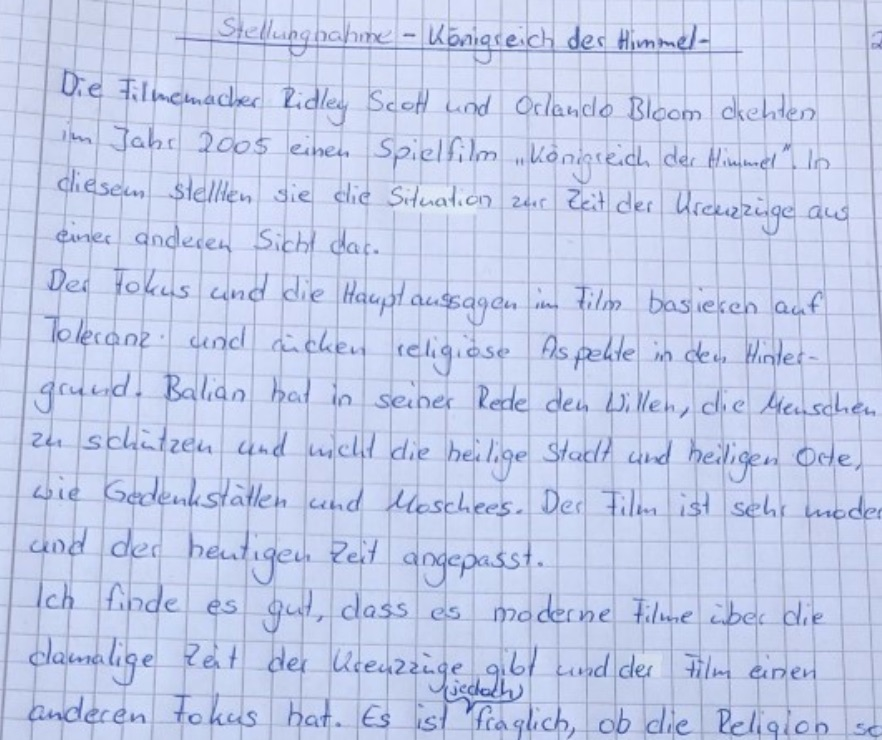 Stellungnahme - Königreich der Himmel-
Die Filmemacher Ridley Scott und Orlando Bloom drehten
im Jahr 2005 einen Spielfilm „Königreich der Himmel". In
diesem stellten sie die Situation zur Zeit der Kreuzzüge aus
einer anderen Sicht dar.
Der Fokus und die Hauptaussagen im Film basieren auf
Toleranz und rücken religiöse Aspekte in den Hinter-
grund. Balian hat in seiner Rede den Willen, die Menschen
zu schützen und nicht die heilige Stadt und heiligen Orte,
wie Gedenkstätten und Moschees. Der Film ist sehr moder
und der heutigen Zeit angepasst.
Ich finde es gut, dass es moderne Filme über die
damalige Zeit der Kreuzzüge gibt und der Film einen
(jedoch)
anderen Fokus hat. Es ist fraglich, ob die Religion so